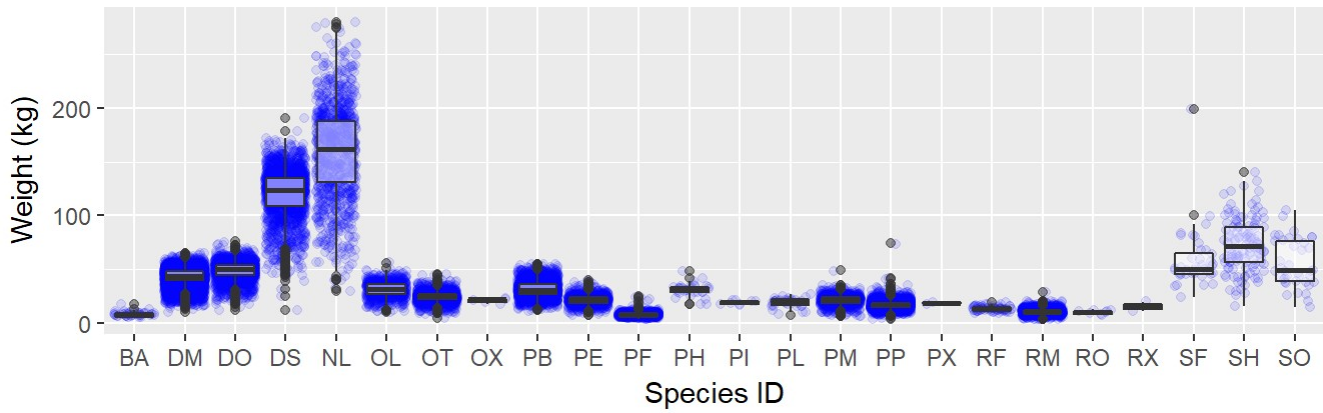 Weight (kg)
200
100
0
BA DM DO DS NL OL OT OX PB PE PF PH PI PL PM PP PX RF RM RO RX SF SH SO
Species ID